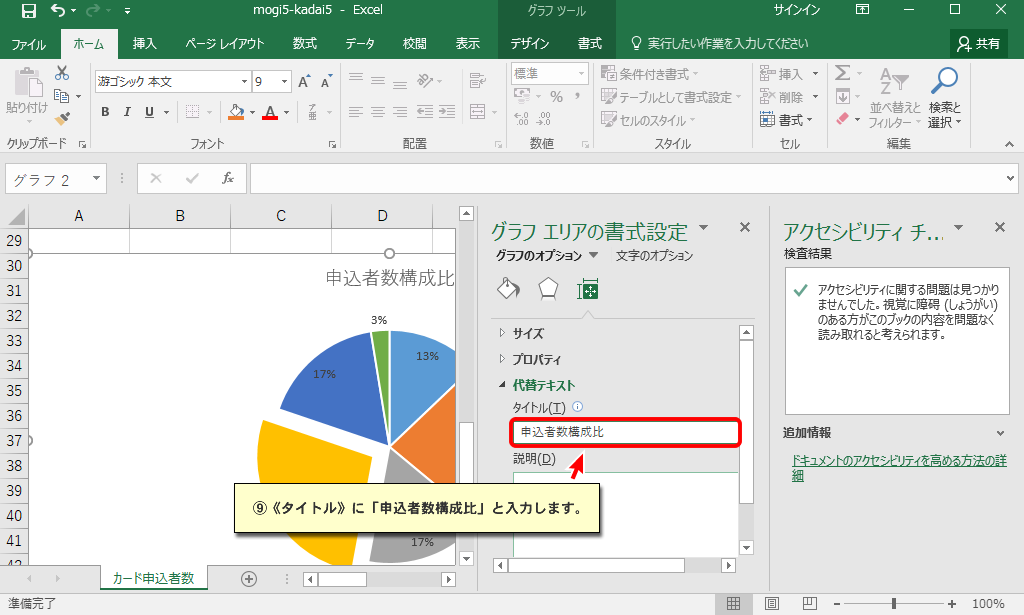 mogi5-kadai5 - Excel
グラフ ツール
サインイン
ファイル ホーム 挿入 ページ レイアウト 数式 データ 校閲 表示 デザイン 書式 実行したい作業を入力してください 共有
貼り付け
クリップボード
游ゴシック 本文 9
B I U
フォント
配置
標準
数値
条件付き書式
テーブルとして書式設定
セルのスタイル
スタイル
挿入
削除
書式
セル
並べ替えと
フィルター
検索と
選択
編集
グラフ 2
fx
A B C D
29
30
31
32
33
34
35
36
37
38
39
40
41
申込者数構成比
3%
13%
17%
17%
グラフ エリアの書式設定
グラフのオプション 文字のオプション
サイズ
プロパティ
代替テキスト
タイトル(T)
申込者数構成比
説明(D)
⑨《タイトル》に「申込者数構成比」と入力します。
アクセシビリティ チ...
検査結果
アクセシビリティに関する問題は見つかり
ませんでした。視覚に障碍 (しょうがい)
のある方がこのブックの内容を問題なく
読み取れると考えられます。
追加情報
ドキュメントのアクセシビリティを高める方法の詳
細
カード申込者数
準備完了
100%